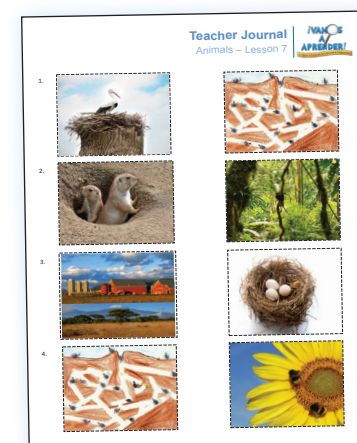 Teacher Journal
Animals – Lesson 7
¡VAMOS
A
APRENDER!
1.
2.
3.
4.